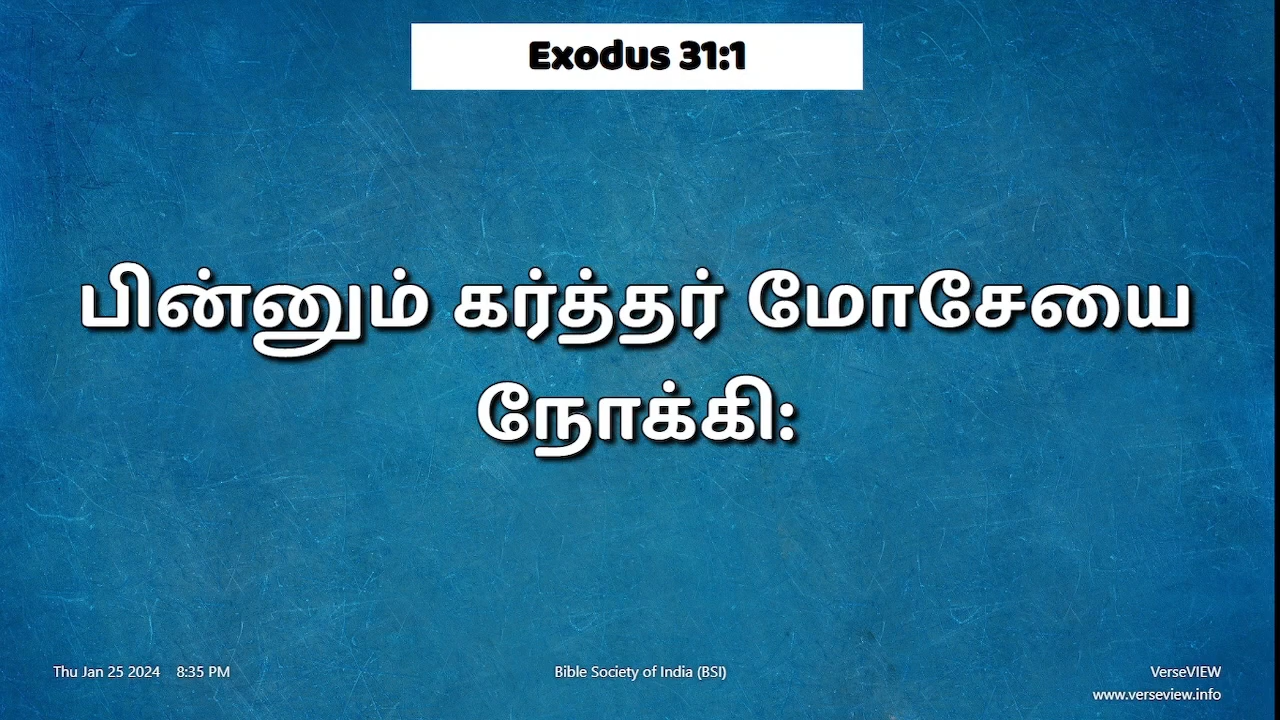 Exodus 31:1
பின்னும் கர்த்தர் மோசேயை
நோக்கி:
Thu Jan 25 2024 8:35 PM
Bible Society of India (BSI)
VerseVIEW
www.verseview.info